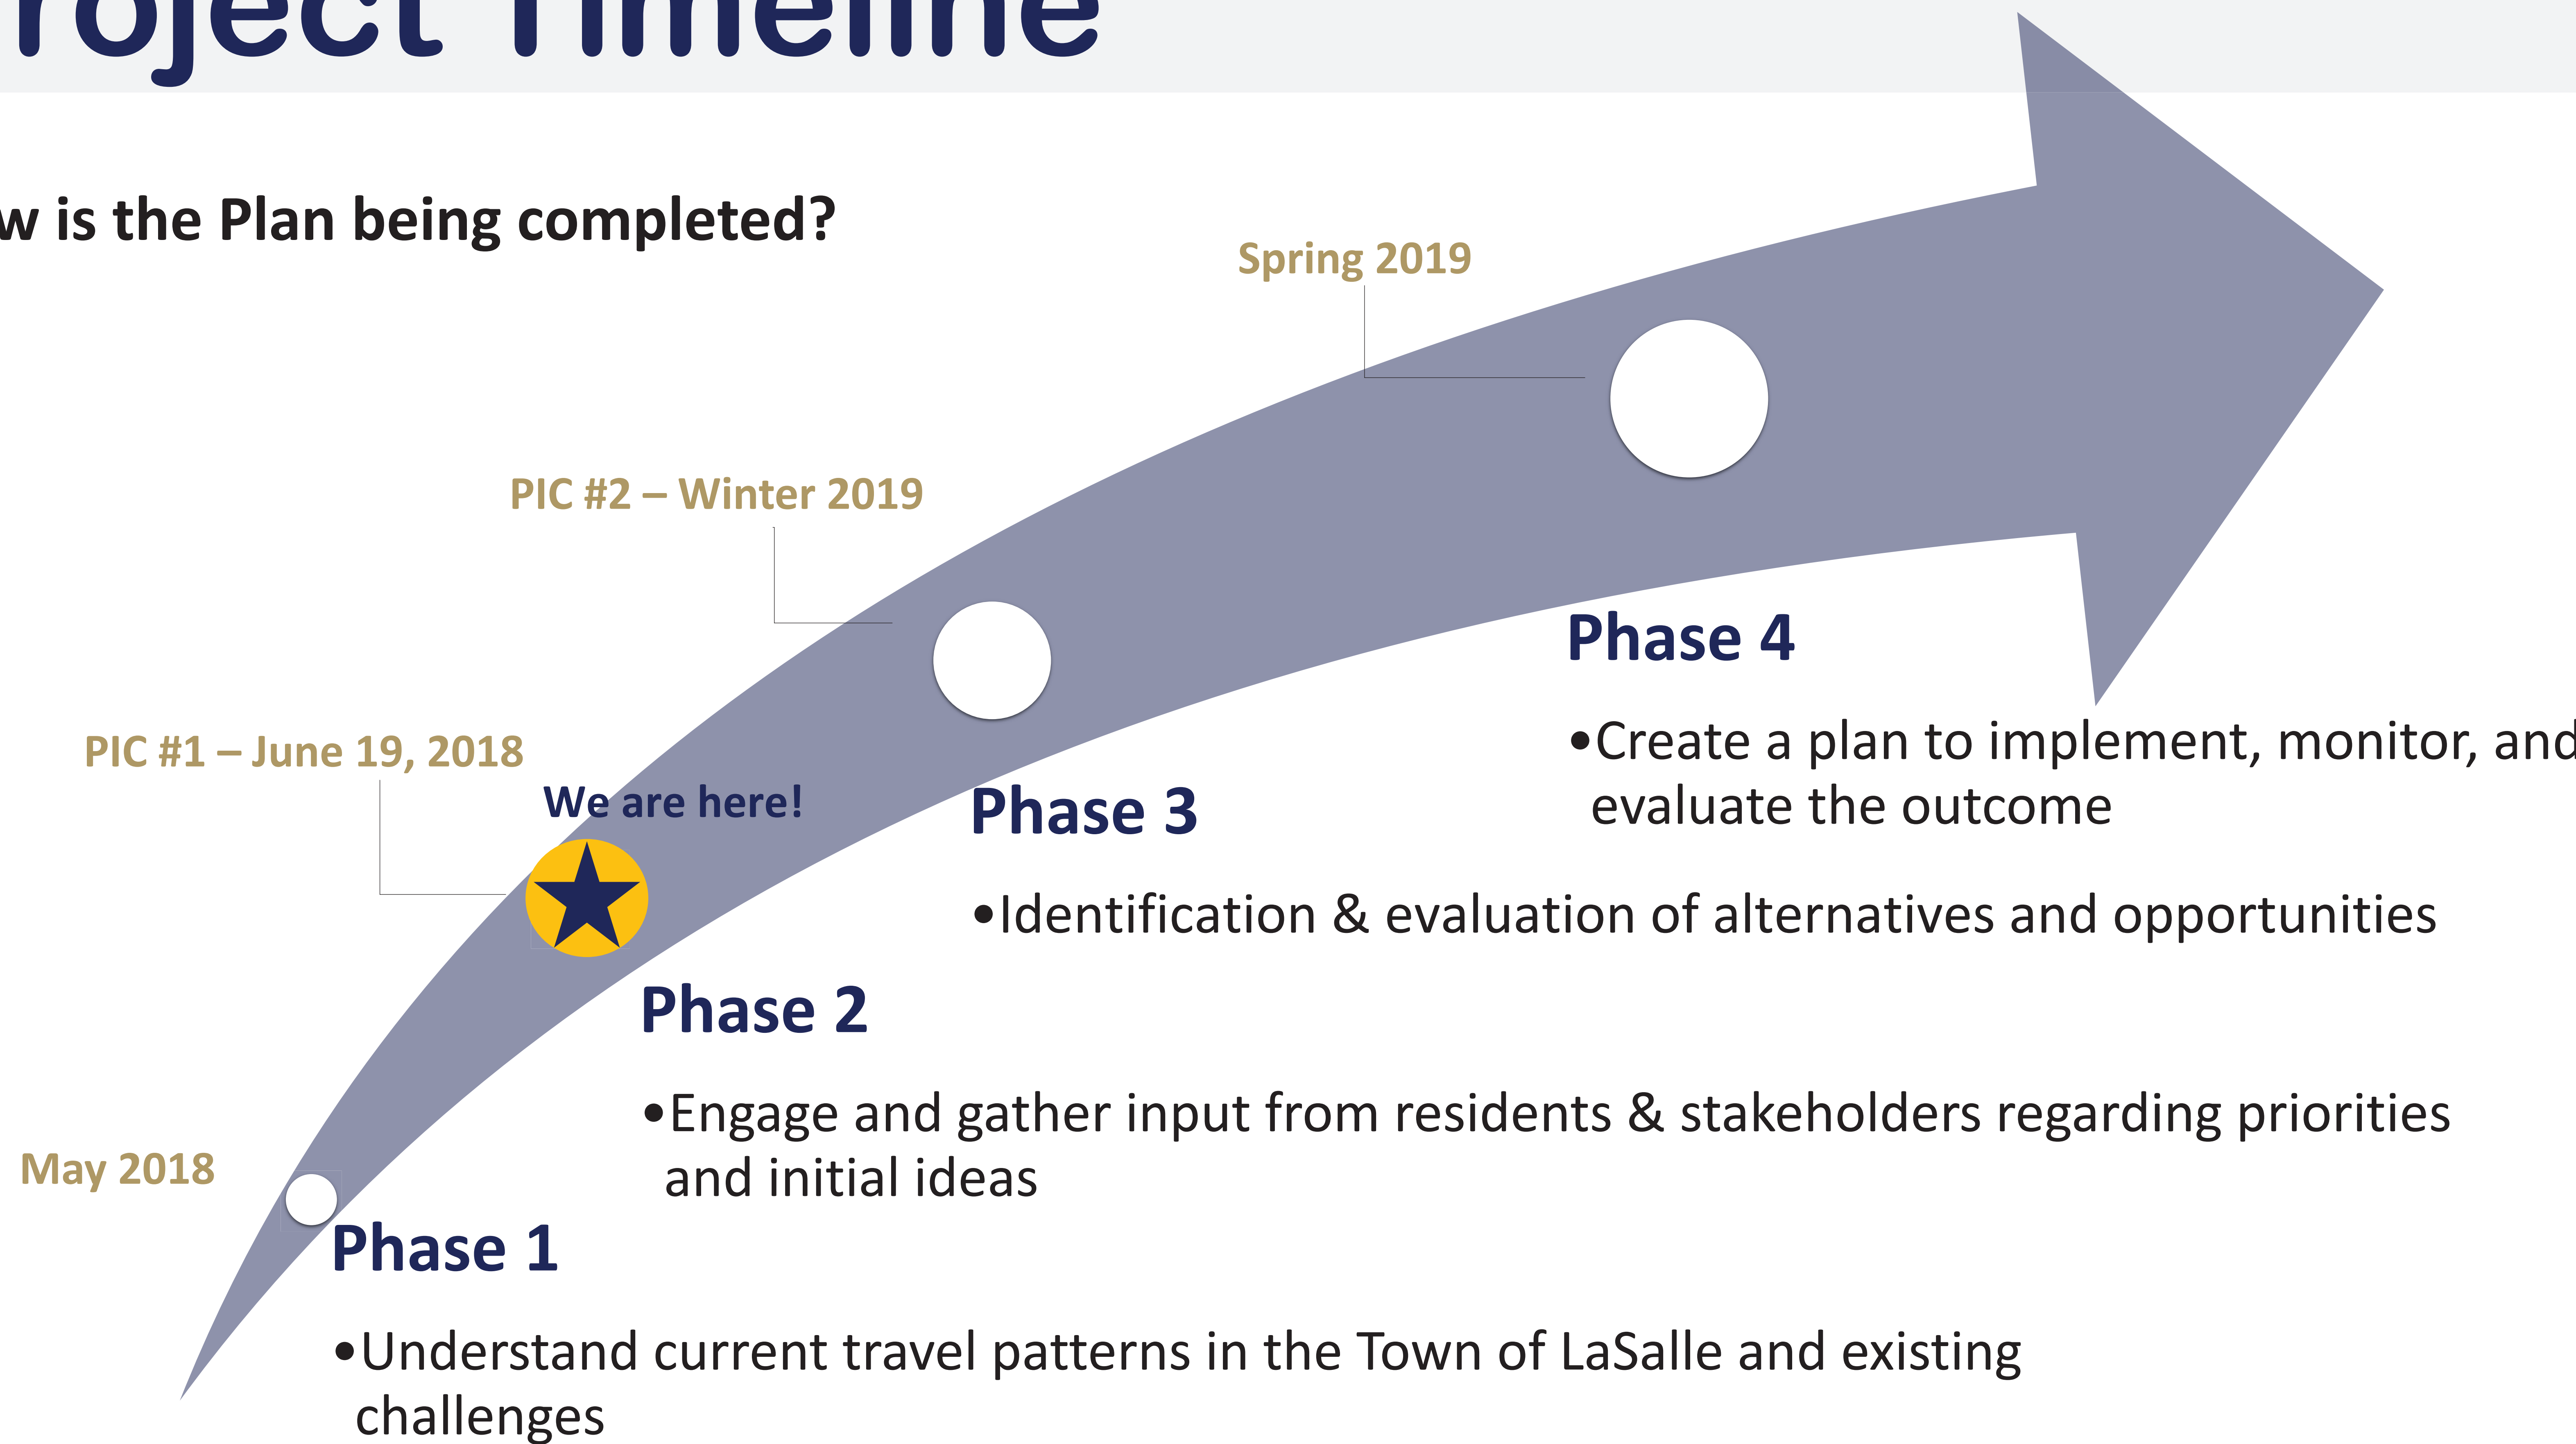 roject Timeline
w is the Plan being completed?
Spring 2019
PIC #2 – Winter 2019
PIC #1 – June 19, 2018
We are here!
May 2018
Phase 4
•Create a plan to implement, monitor, and
evaluate the outcome
Phase 3
•Identification & evaluation of alternatives and opportunities
Phase 2
•Engage and gather input from residents & stakeholders regarding priorities
and initial ideas
Phase 1
•Understand current travel patterns in the Town of LaSalle and existing
challenges